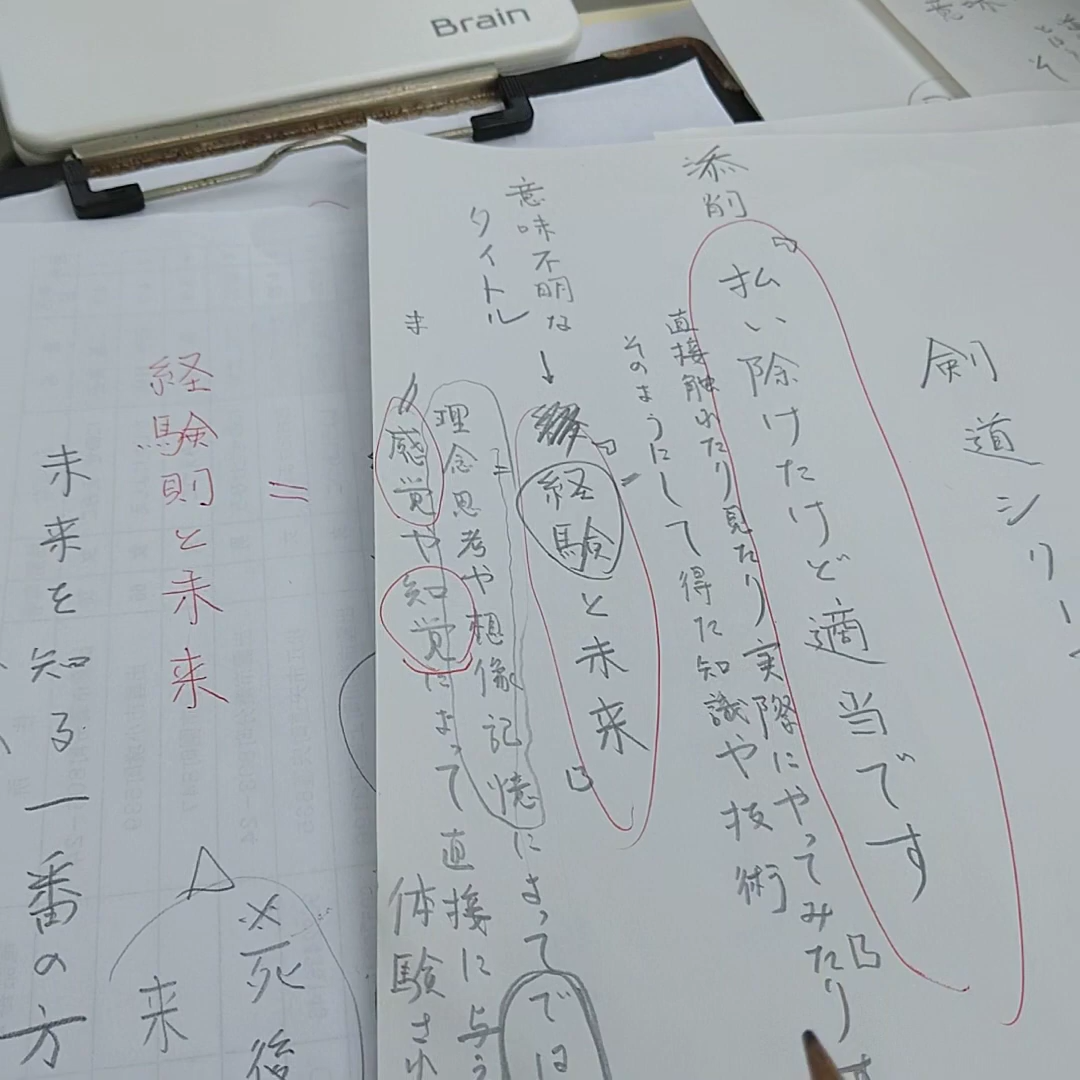 Brain
剣道シリー
添削
「払い除けたけど適当です」
直接触れたり見たり実際にやってみたり
そのようにして得た知識や技術
意味不明な
タイトル
「経験と未来」
=
理念思考や想像記憶によって
では
感覚や知覚によって直接に与
体験され
=
経験則と未来
未来を知る一番の方
※死後
来